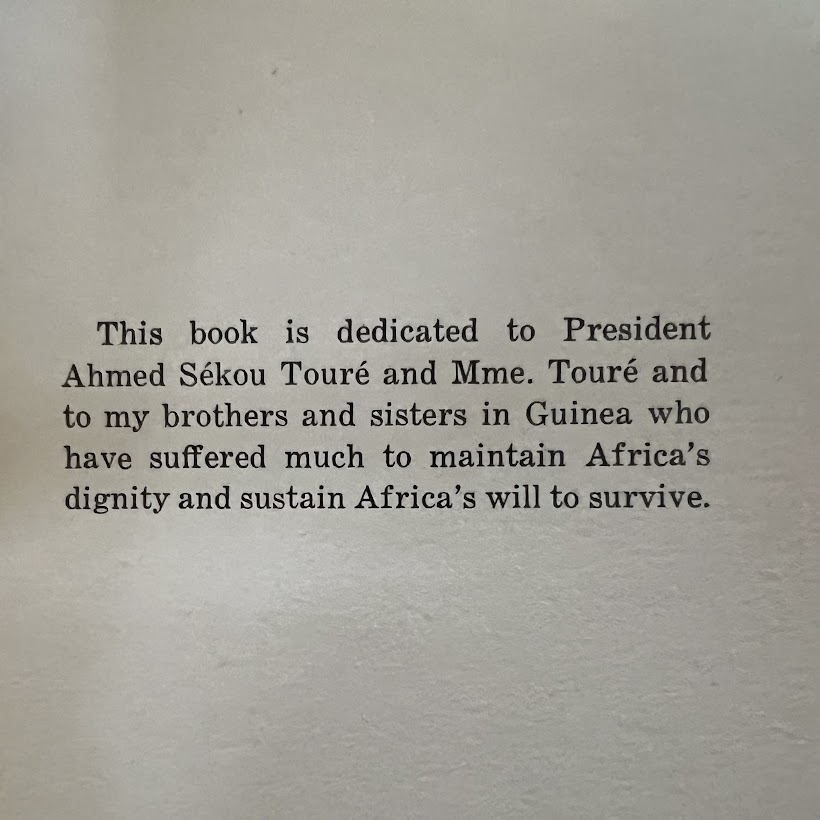 This book is dedicated to President
Ahmed Sékou Touré and Mme. Touré and
to my brothers and sisters in Guinea who
have suffered much to maintain Africa's
dignity and sustain Africa's will to survive.